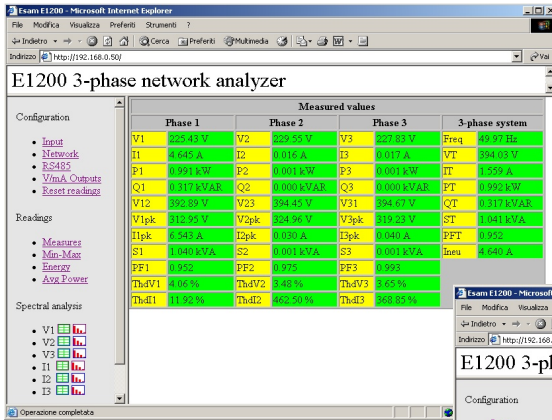 Esam E1200 - Microsoft Internet Explorer
File Modifica Visualizza Preferiti Strumenti ?
Indietro Cerca Preferiti Multimedia
Indirizzo http://192.168.0.50/ Vai
E1200 3-phase network analyzer
Configuration
Input
Network
RS485
V/mA Outputs
Reset readings
Readings
Measures
Min-Max
Energy
Avg Power
Spectral analysis
V1
V2
V3
I1
I2
I3
Measured values
Phase 1 Phase 2 Phase 3 3-phase system
V1 225.43 V V2 229.55 V V3 227.83 V Freq 49.97 Hz
I1 4.645 A I2 0.016 A I3 0.017 A VT 394.03 V
P1 0.991 kW P2 0.001 kW P3 0.001 kW IT 1.559 A
Q1 0.317 kVAR Q2 0.000 kVAR Q3 0.000 kVAR PT 0.992 kW
V12 392.89 V V23 394.45 V V31 394.67 V QT 0.317 kVAR
V1pk 312.95 V V2pk 324.96 V V3pk 319.23 V ST 1.041 kVA
I1pk 6.543 A I2pk 0.030 A I3pk 0.040 A PFT 0.952
S1 1.040 kVA S2 0.001 kVA S3 0.001 kVA Ineu 4.640 A
PF1 0.952 PF2 0.975 PF3 0.993
ThdV1 4.06 % ThdV2 3.48 % ThdV3 3.65 %
ThdI1 11.92 % ThdI2 462.50 % ThdI3 368.85 %
Operazione completata
Esam E1200 - Microsoft
File Modifica Visualizza
Indietro
Indirizzo http://192.168.
E1200 3-ph
Configuration